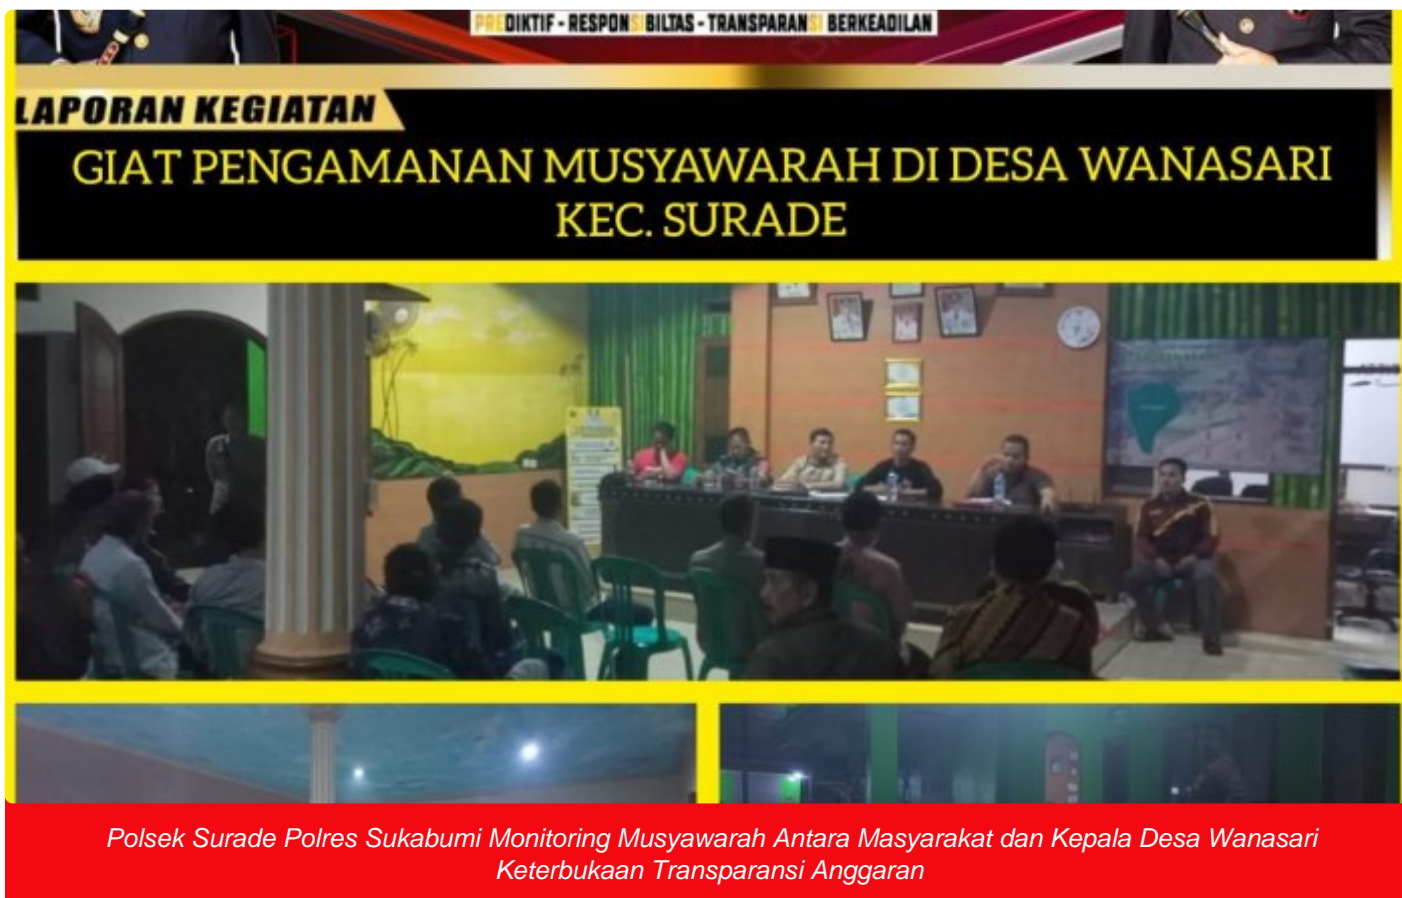 PREDIKTIF - RESPONSIBILTAS - TRANSPARANSI BERKEADILAN
LAPORAN KEGIATAN
GIAT PENGAMANAN MUSYAWARAH DI DESA WANASARI
KEC. SURADE
Polsek Surade Polres Sukabumi Monitoring Musyawarah Antara Masyarakat dan Kepala Desa Wanasari
Keterbukaan Transparansi Anggaran